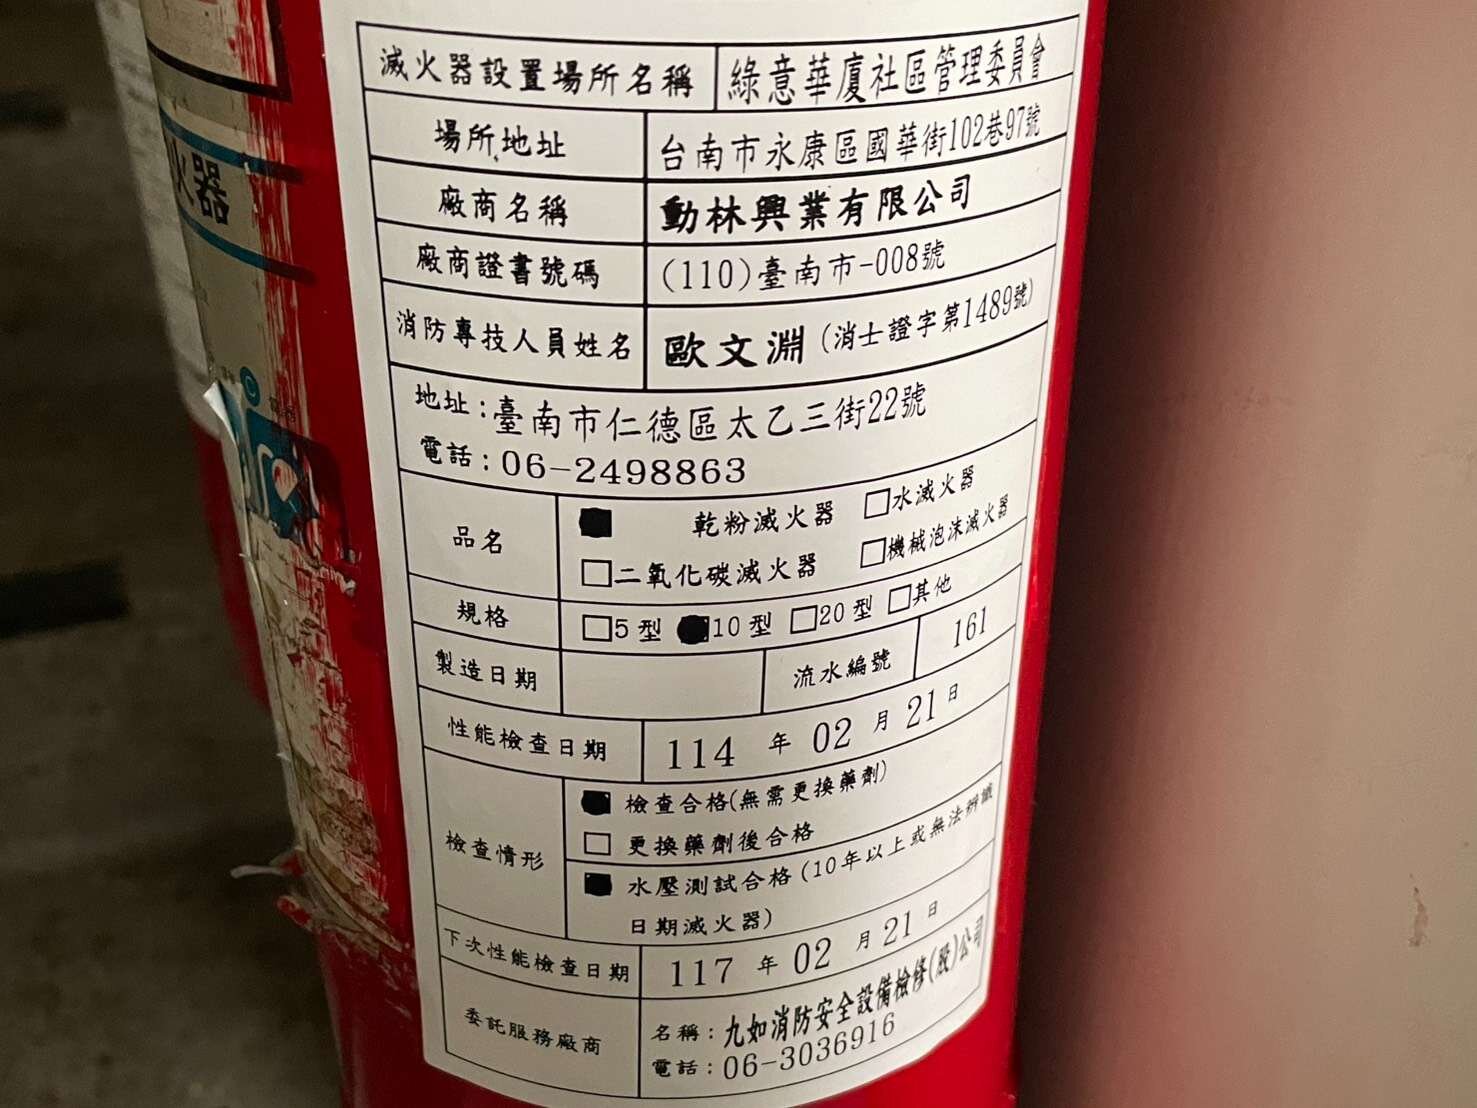 火器
滅火器設置場所名稱 綠意華廈社區管理委員會
場所地址 台南市永康區國華街102巷97號
廠商名稱 動林興業有限公司
廠商證書號碼 (110)臺南市-008號
消防專技人員姓名 歐文淵(消士證字第1489號)
地址:臺南市仁德區太乙三街22號
電話:06-2498863
品名 ■ 乾粉滅火器 □水滅火器
□二氧化碳滅火器 □機械泡沫滅火器
規格 □5型 ■10型 □20型 □其他
製造日期 流水編號 161
性能檢查日期 114 年 02 月 21 日
檢查情形 ■ 檢查合格(無需更換藥劑)
□ 更換藥劑後合格
■ 水壓測試合格(10年以上或無法辨識
日期滅火器)
下次性能檢查日期 117 年 02 月 21 日
委託服務廠商 名稱:九如消防安全設備檢修(股)公司
電話:06-3036916